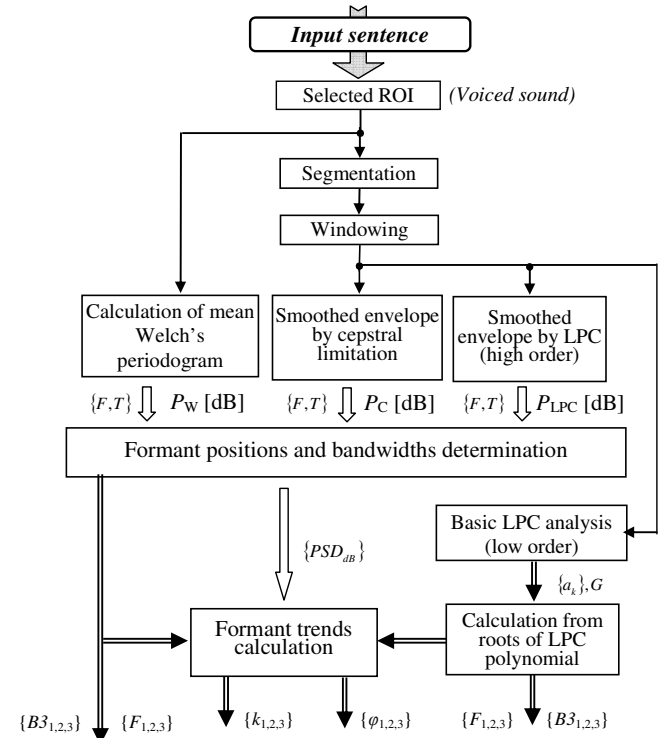 Input sentence
Selected ROI
(Voiced sound)
Segmentation
Windowing
Calculation of mean
Welch's
periodogram
Smoothed envelope
by cepstral
limitation
Smoothed
envelope by LPC
(high order)
{F,T} P_W [dB]
{F,T} P_C [dB]
{F,T} P_LPC [dB]
Formant positions and bandwidths determination
{PSD_dB}
Basic LPC analysis
(low order)
{a_k},G
Formant trends
calculation
Calculation from
roots of LPC
polynomial
{B3_1,2,3} {F_1,2,3}
{k_1,2,3}
{φ_1,2,3}
{F_1,2,3} {B3_1,2,3}